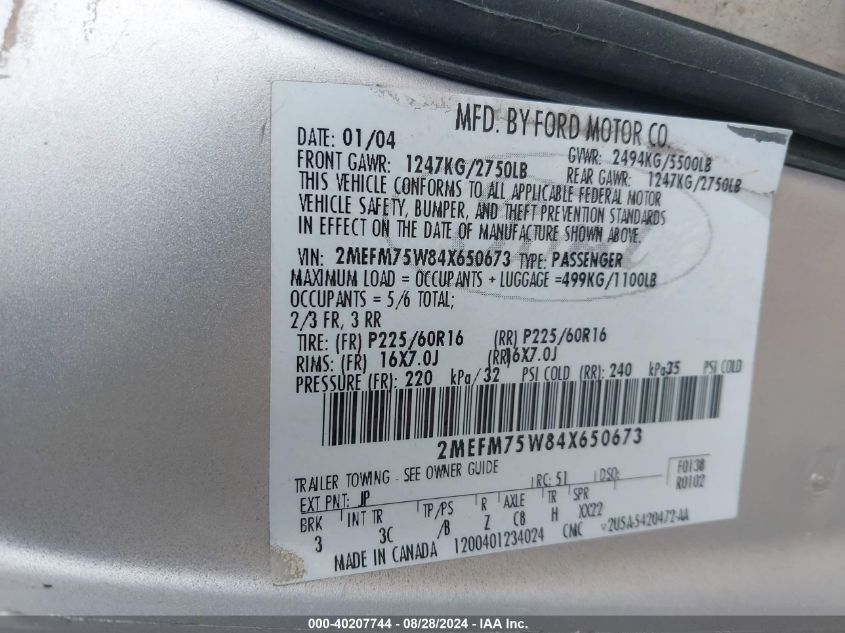 MFD. BY FORD MOTOR CO.
DATE: 01/04 GVWR: 2494KG/5500LB
FRONT GAWR: 1247KG/2750LB REAR GAWR: 1247KG/2750LB
THIS VEHICLE CONFORMS TO ALL APPLICABLE FEDERAL MOTOR
VEHICLE SAFETY, BUMPER, AND THEFT PREVENTION STANDARDS
IN EFFECT ON THE DATE OF MANUFACTURE SHOWN ABOVE.
VIN: 2MEFM75W84X650673 TYPE: PASSENGER
MAXIMUM LOAD = OCCUPANTS + LUGGAGE =499KG/1100LB
OCCUPANTS = 5/6 TOTAL;
2/3 FR, 3 RR
TIRE: (FR) P225/60R16 (RR) P225/60R16
RIMS: (FR) 16X7.0J (RR)16X7.0J
PRESSURE (FR): 220 kPa/32 PSI COLD (RR): 240 kPa35 PSI COLD
2MEFM75W84X650673
TRAILER TOWING - SEE OWNER GUIDE
EXT PNT: JP RC: 51 DSO: F0138
R0102
BRK INT TR TP/PS R AXLE TR SPR
3 3C /B Z C8 H XX22
MADE IN CANADA 1200401234024 CMC V2U5A-5420472-AA
000-40207744 - 08/28/2024 - IAA Inc.